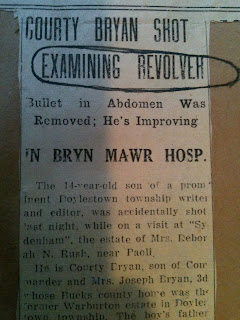 COURTY BRYAN SHOT
EXAMINING REVOLVER
Bullet in Abdomen Was
Removed; He's Improving
IN BRYN MAWR HOSP.
The 14-year-old son of a prom-
inent Doylestown township writer
and editor, was accidentally shot
last night, while on a visit at "Sy-
denham", the estate of Mrs. Debor-
ah N. Rush, near Paoli.
He is Courty Bryan, son of Com-
mander and Mrs. Joseph Bryan, 3d
whose Bucks county home was the
former Warburton estate in Doyles-
town township. The boy's father